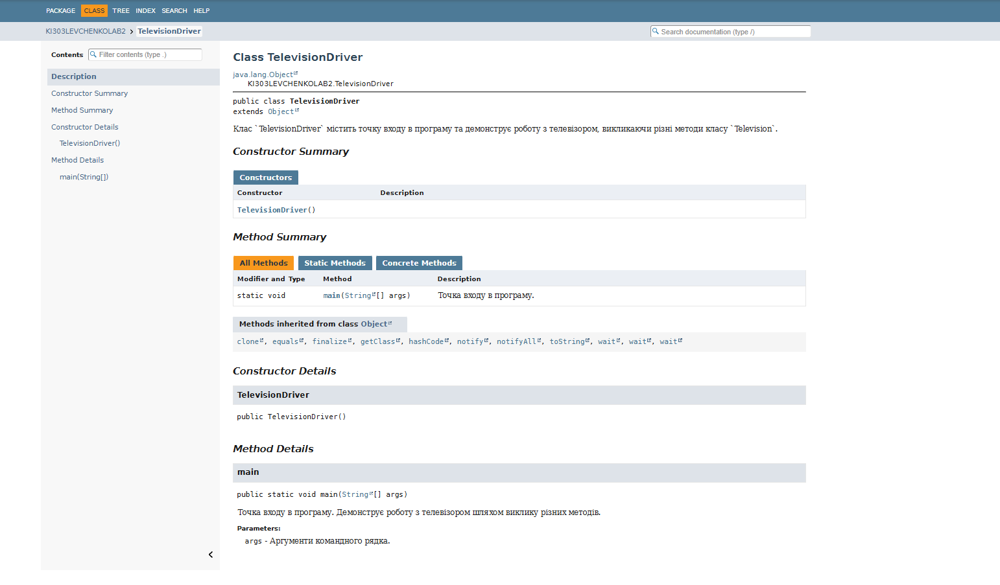 PACKAGE CLASS TREE INDEX SEARCH HELP
KI303LEVCHENKOLAB2 > TelevisionDriver
Search documentation (type /)
Contents
Filter contents (type .)
Description
Constructor Summary
Method Summary
Constructor Details
TelevisionDriver()
Method Details
main(String[])
Class TelevisionDriver
java.lang.Object
KI303LEVCHENKOLAB2.TelevisionDriver
public class TelevisionDriver
extends Object
Клас `TelevisionDriver` містить точку входу в програму та демонструє роботу з телевізором, викликаючи різні методи класу `Television`.
Constructor Summary
Constructors
Constructor Description
TelevisionDriver()
Method Summary
All Methods Static Methods Concrete Methods
Modifier and Type Method Description
static void main(String[] args) Точка входу в програму.
Methods inherited from class Object
clone, equals, finalize, getClass, hashCode, notify, notifyAll, toString, wait, wait, wait
Constructor Details
TelevisionDriver
public TelevisionDriver()
Method Details
main
public static void main(String[] args)
Точка входу в програму. Демонструє роботу з телевізором шляхом виклику різних методів.
Parameters:
args - Аргументи командного рядка.